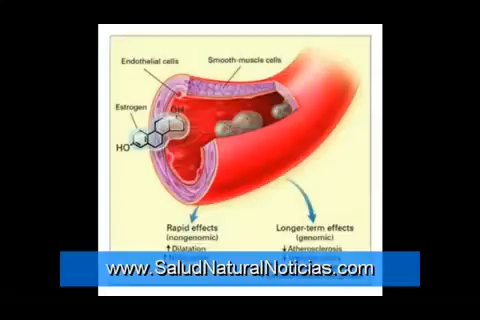 Endothelial cells
Smooth-muscle cells
Estrogen
OH
HO
Rapid effects
(nongenomic)
↑ Dilatation
Longer-term effects
(genomic)
↓ Atherosclerosis
www.SaludNaturalNoticias.com